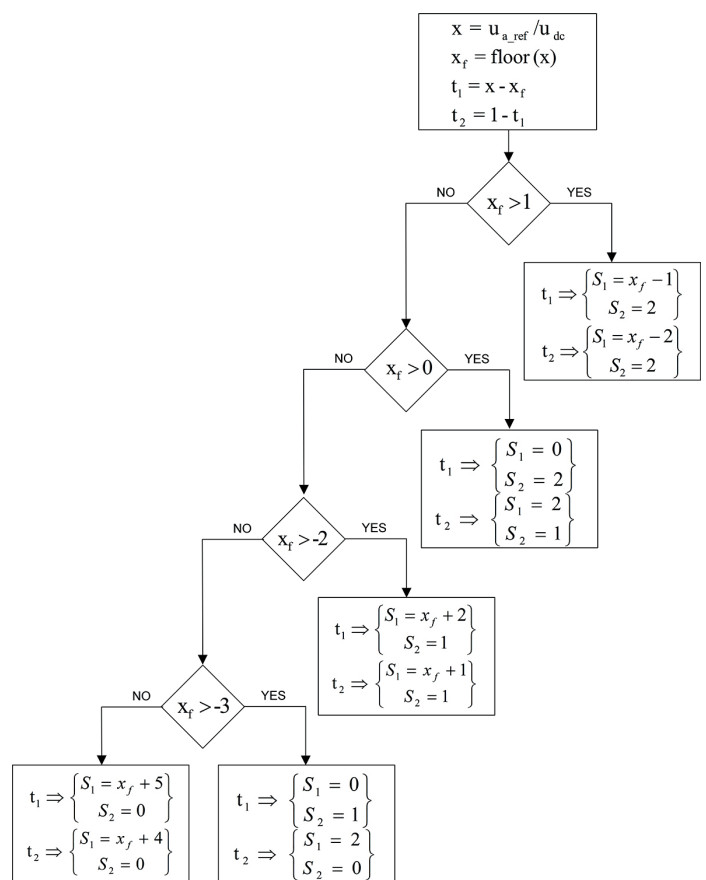 x = u_a_ref / u_dc
x_f = floor(x)
t_1 = x - x_f
t_2 = 1 - t_1
NO
x_f >1
YES
t_1 ⇒ {S_1 = x_f − 1
S_2 = 2}
t_2 ⇒ {S_1 = x_f − 2
S_2 = 2}
NO
x_f >0
YES
t_1 ⇒ {S_1 = 0
S_2 = 2}
t_2 ⇒ {S_1 = 2
S_2 = 1}
NO
x_f >-2
YES
t_1 ⇒ {S_1 = x_f + 2
S_2 = 1}
t_2 ⇒ {S_1 = x_f + 1
S_2 = 1}
NO
x_f >-3
YES
t_1 ⇒ {S_1 = x_f + 5
S_2 = 0}
t_2 ⇒ {S_1 = x_f + 4
S_2 = 0}
t_1 ⇒ {S_1 = 0
S_2 = 1}
t_2 ⇒ {S_1 = 2
S_2 = 0}